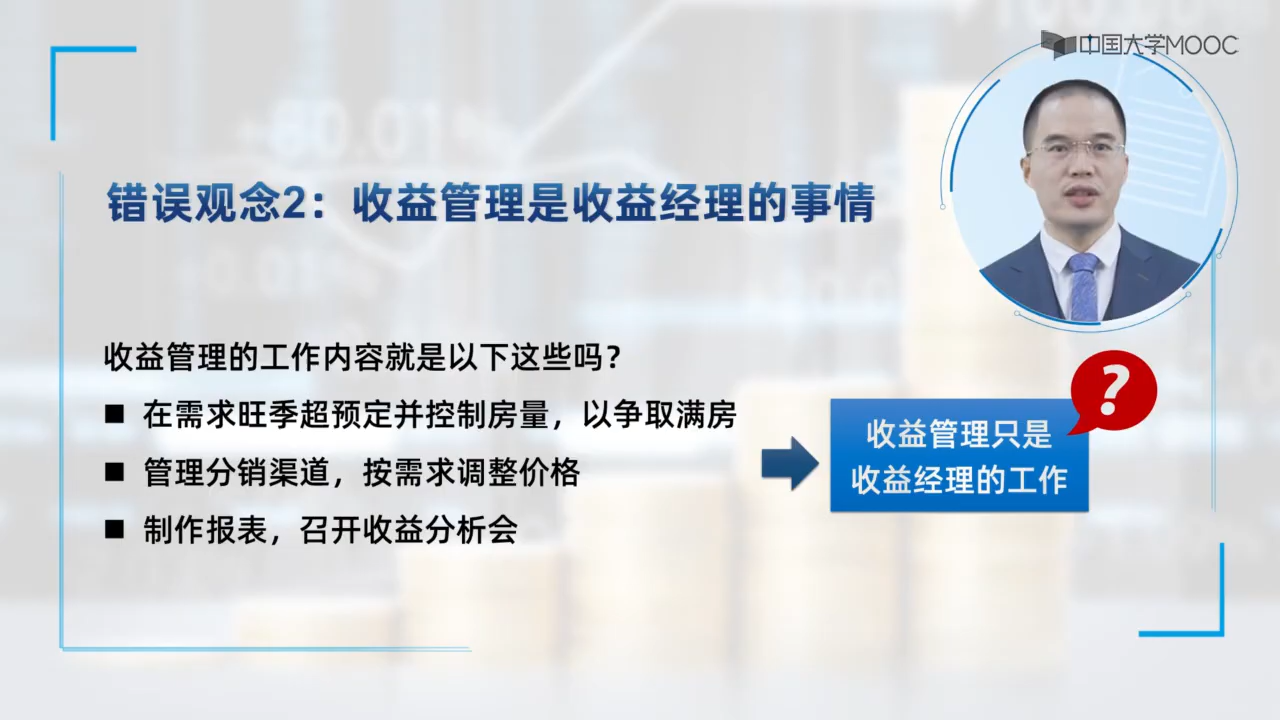 中国大学MOOC
错误观念2：收益管理是收益经理的事情
收益管理的工作内容就是以下这些吗？
■ 在需求旺季超预定并控制房量，以争取满房
■ 管理分销渠道，按需求调整价格
■ 制作报表，召开收益分析会
?
收益管理只是
收益经理的工作